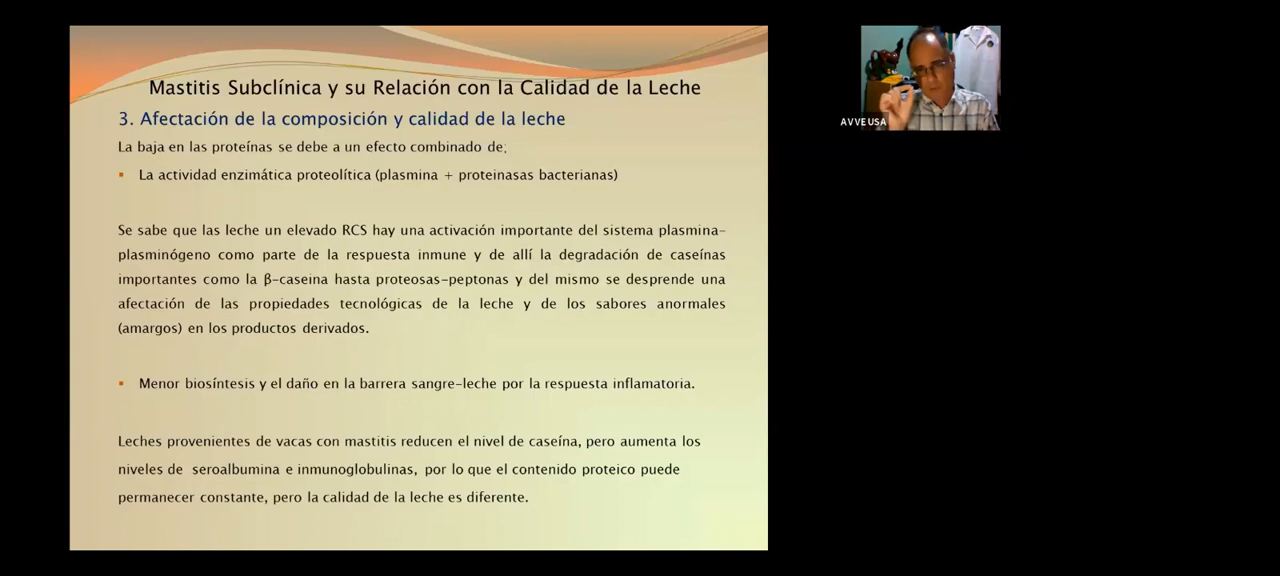 Mastitis Subclínica y su Relación con la Calidad de la Leche
3. Afectación de la composición y calidad de la leche
La baja en las proteínas se debe a un efecto combinado de;
▪ La actividad enzimática proteolítica (plasmina + proteinasas bacterianas)
Se sabe que las leche un elevado RCS hay una activación importante del sistema plasmina-
plasminógeno como parte de la respuesta inmune y de allí la degradación de caseínas
importantes como la β-caseina hasta proteosas-peptonas y del mismo se desprende una
afectación de las propiedades tecnológicas de la leche y de los sabores anormales
(amargos) en los productos derivados.
▪ Menor biosíntesis y el daño en la barrera sangre-leche por la respuesta inflamatoria.
Leches provenientes de vacas con mastitis reducen el nivel de caseína, pero aumenta los
niveles de seroalbumina e inmunoglobulinas, por lo que el contenido proteico puede
permanecer constante, pero la calidad de la leche es diferente.
AVVEUSA